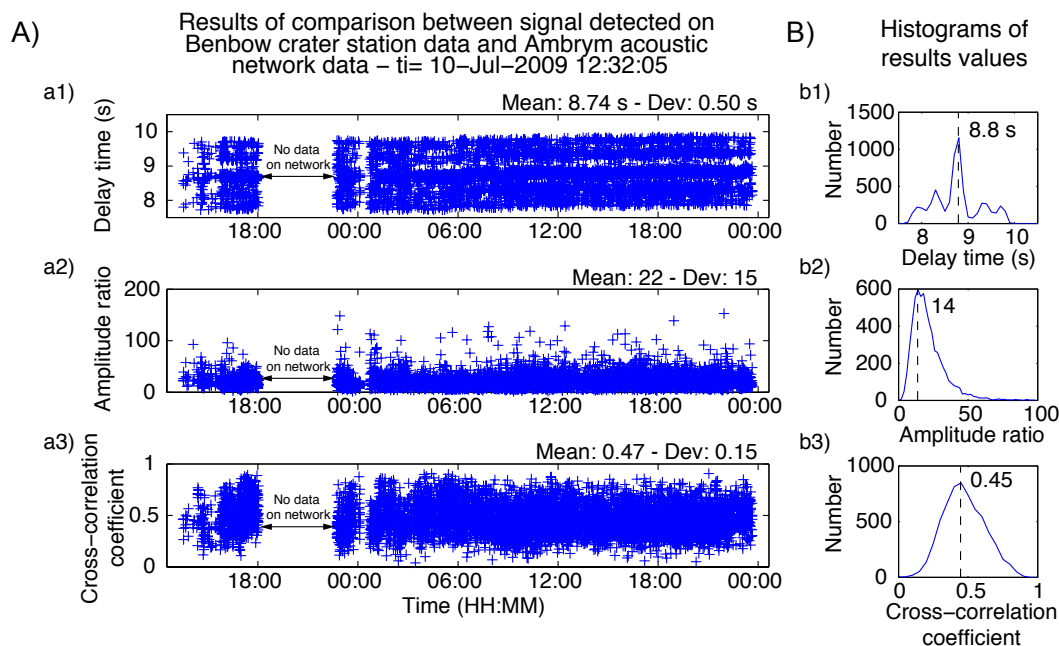 A)
Results of comparison between signal detected on
Benbow crater station data and Ambrym acoustic
network data − ti= 10−Jul−2009 12:32:05
B)
Histograms of
results values
a1)
Mean: 8.74 s - Dev: 0.50 s
Delay time (s)
10
9
8
No data
on network
18:00
00:00
06:00
12:00
18:00
00:00
b1)
Number
1500
1000
500
0
8.8 s
8
9
10
Delay time (s)
a2)
Mean: 22 - Dev: 15
Amplitude ratio
200
100
0
No data
on network
18:00
00:00
06:00
12:00
18:00
00:00
b2)
Number
600
400
200
0
14
0
50
100
Amplitude ratio
a3)
Mean: 0.47 - Dev: 0.15
Cross−correlation
coefficient
1
0.5
0
No data
on network
18:00
00:00
06:00
12:00
18:00
00:00
Time (HH:MM)
b3)
Number
1000
500
0
0.45
0
0.5
1
Cross−correlation
coefficient